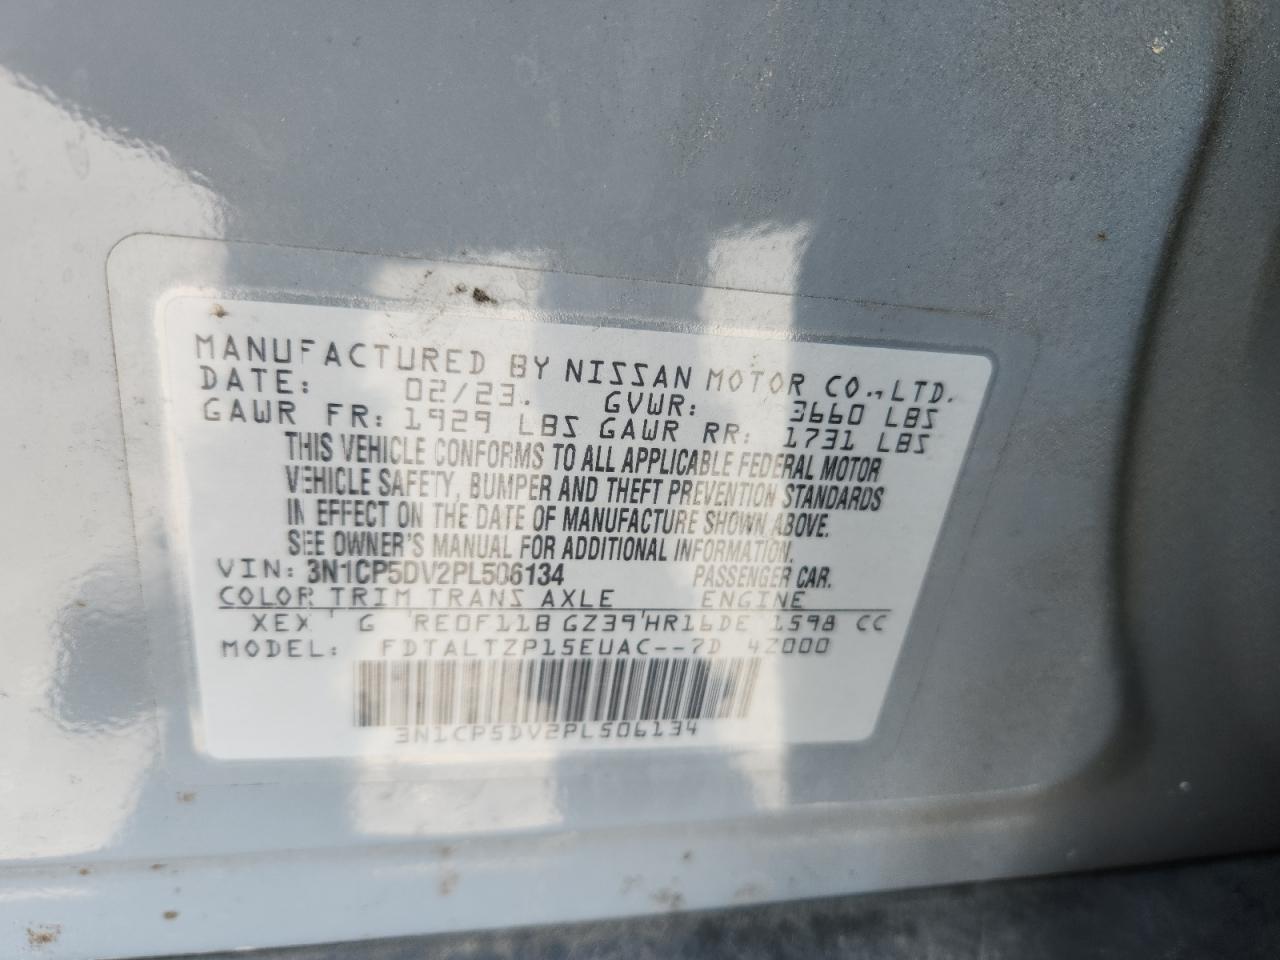 MANUFACTURED BY NISSAN MOTOR CO., LTD.
DATE: 02/23. GVWR: 3660 LBS
GAWR FR: 1929 LBS GAWR RR: 1731 LBS
THIS VEHICLE CONFORMS TO ALL APPLICABLE FEDERAL MOTOR
VEHICLE SAFETY, BUMPER AND THEFT PREVENTION STANDARDS
IN EFFECT ON THE DATE OF MANUFACTURE SHOWN ABOVE.
SEE OWNER'S MANUAL FOR ADDITIONAL INFORMATION.
VIN: 3N1CP5DV2PL506134 PASSENGER CAR.
COLOR TRIM TRANS AXLE ENGINE
XEX ' G 'RE0F11B GZ39'HR16DE 1598 CC
MODEL: FDTALTZP15EUAC--7D 4Z000
3N1CP5DV2PL506134